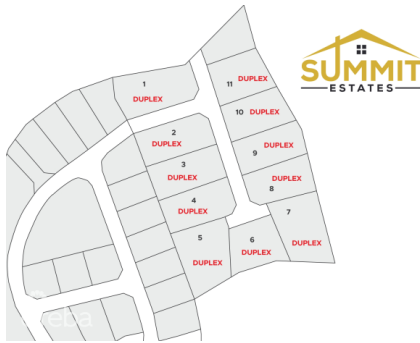 SUMMIT
ESTATES
1
DUPLEX
11 DUPLEX
10 DUPLEX
2
DUPLEX
9 DUPLEX
3
DUPLEX
8 DUPLEX
4
DUPLEX
7
DUPLEX
5
DUPLEX
6
DUPLEX